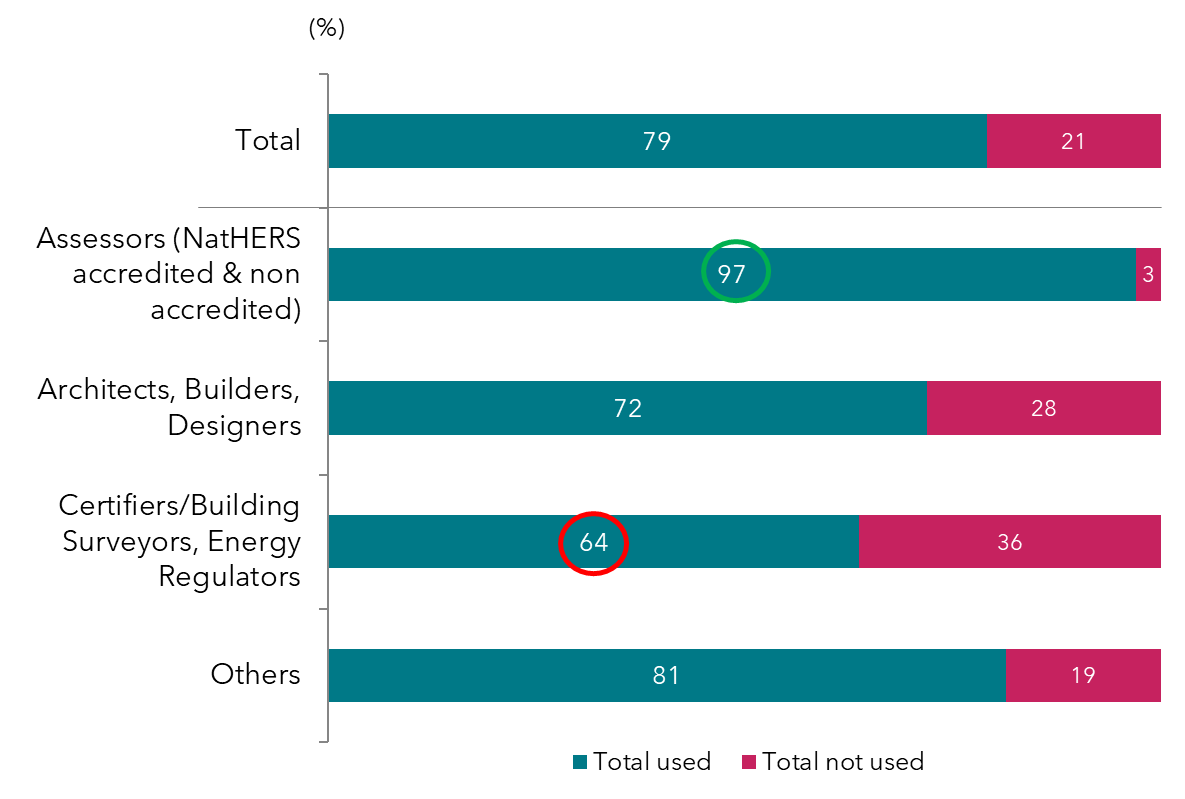 (%)
Total
79
21
Assessors (NatHERS
accredited & non
accredited)
97
3
Architects, Builders,
Designers
72
28
Certifiers/Building
Surveyors, Energy
Regulators
64
36
Others
81
19
Total used
Total not used